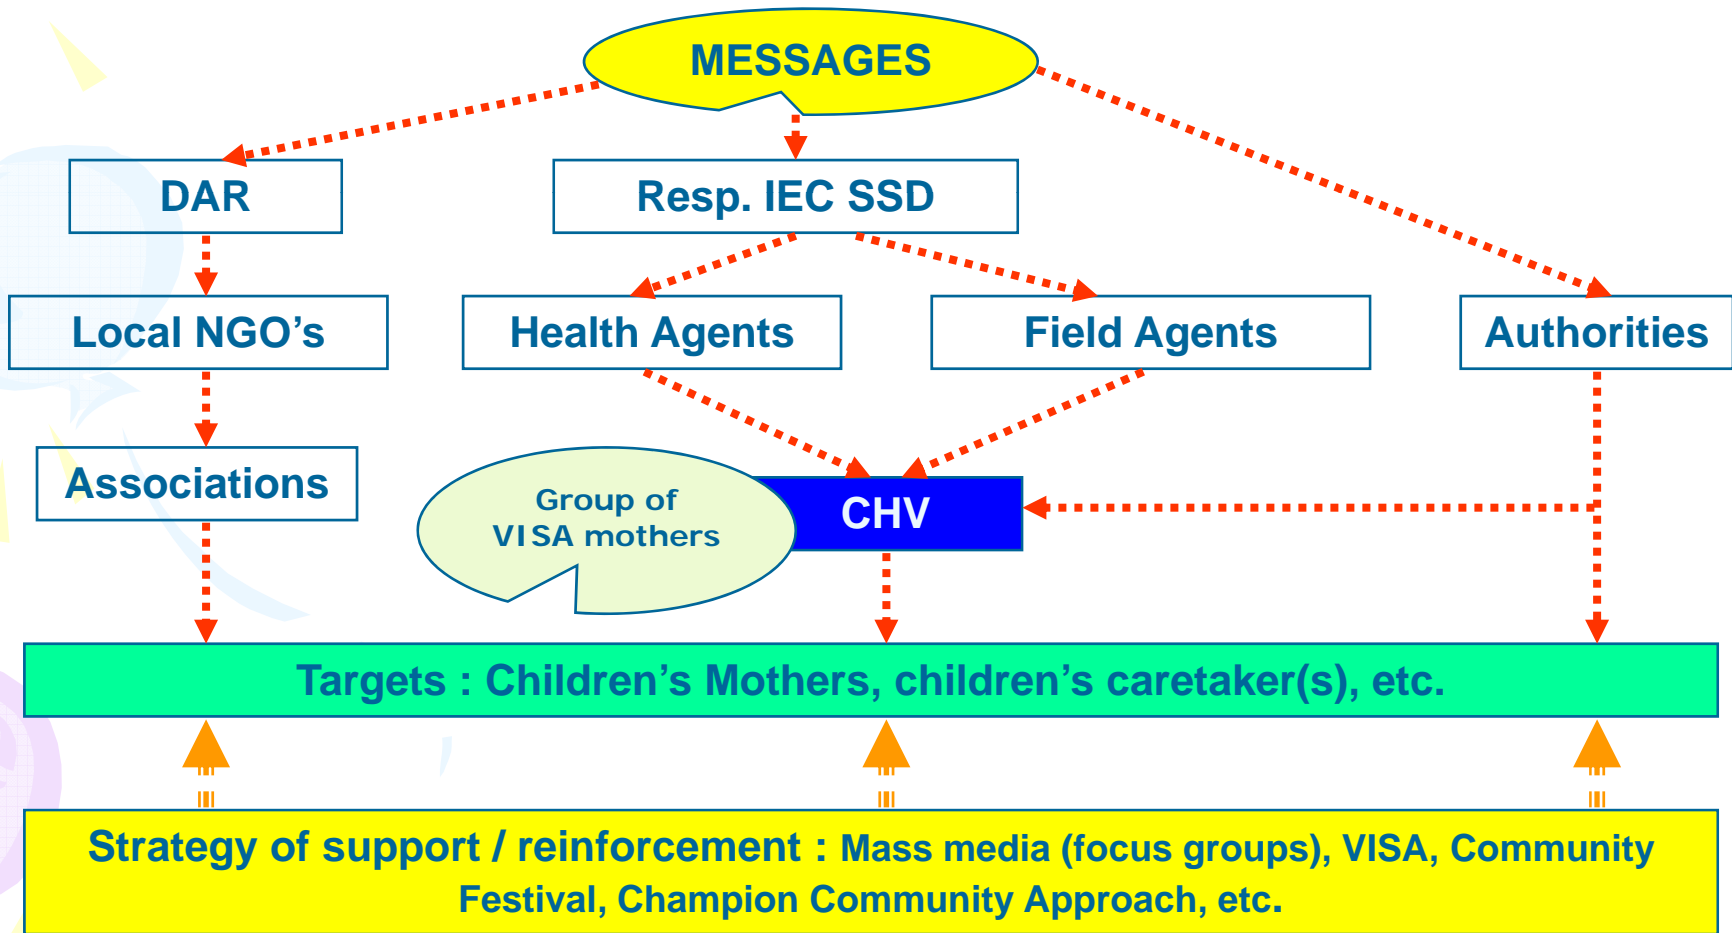 MESSAGES
DAR
Resp. IEC SSD
Local NGO’s
Health Agents
Field Agents
Authorities
Associations
Group of
VISA mothers
CHV
Targets : Children’s Mothers, children’s caretaker(s), etc.
Strategy of support / reinforcement : Mass media (focus groups), VISA, Community
Festival, Champion Community Approach, etc.